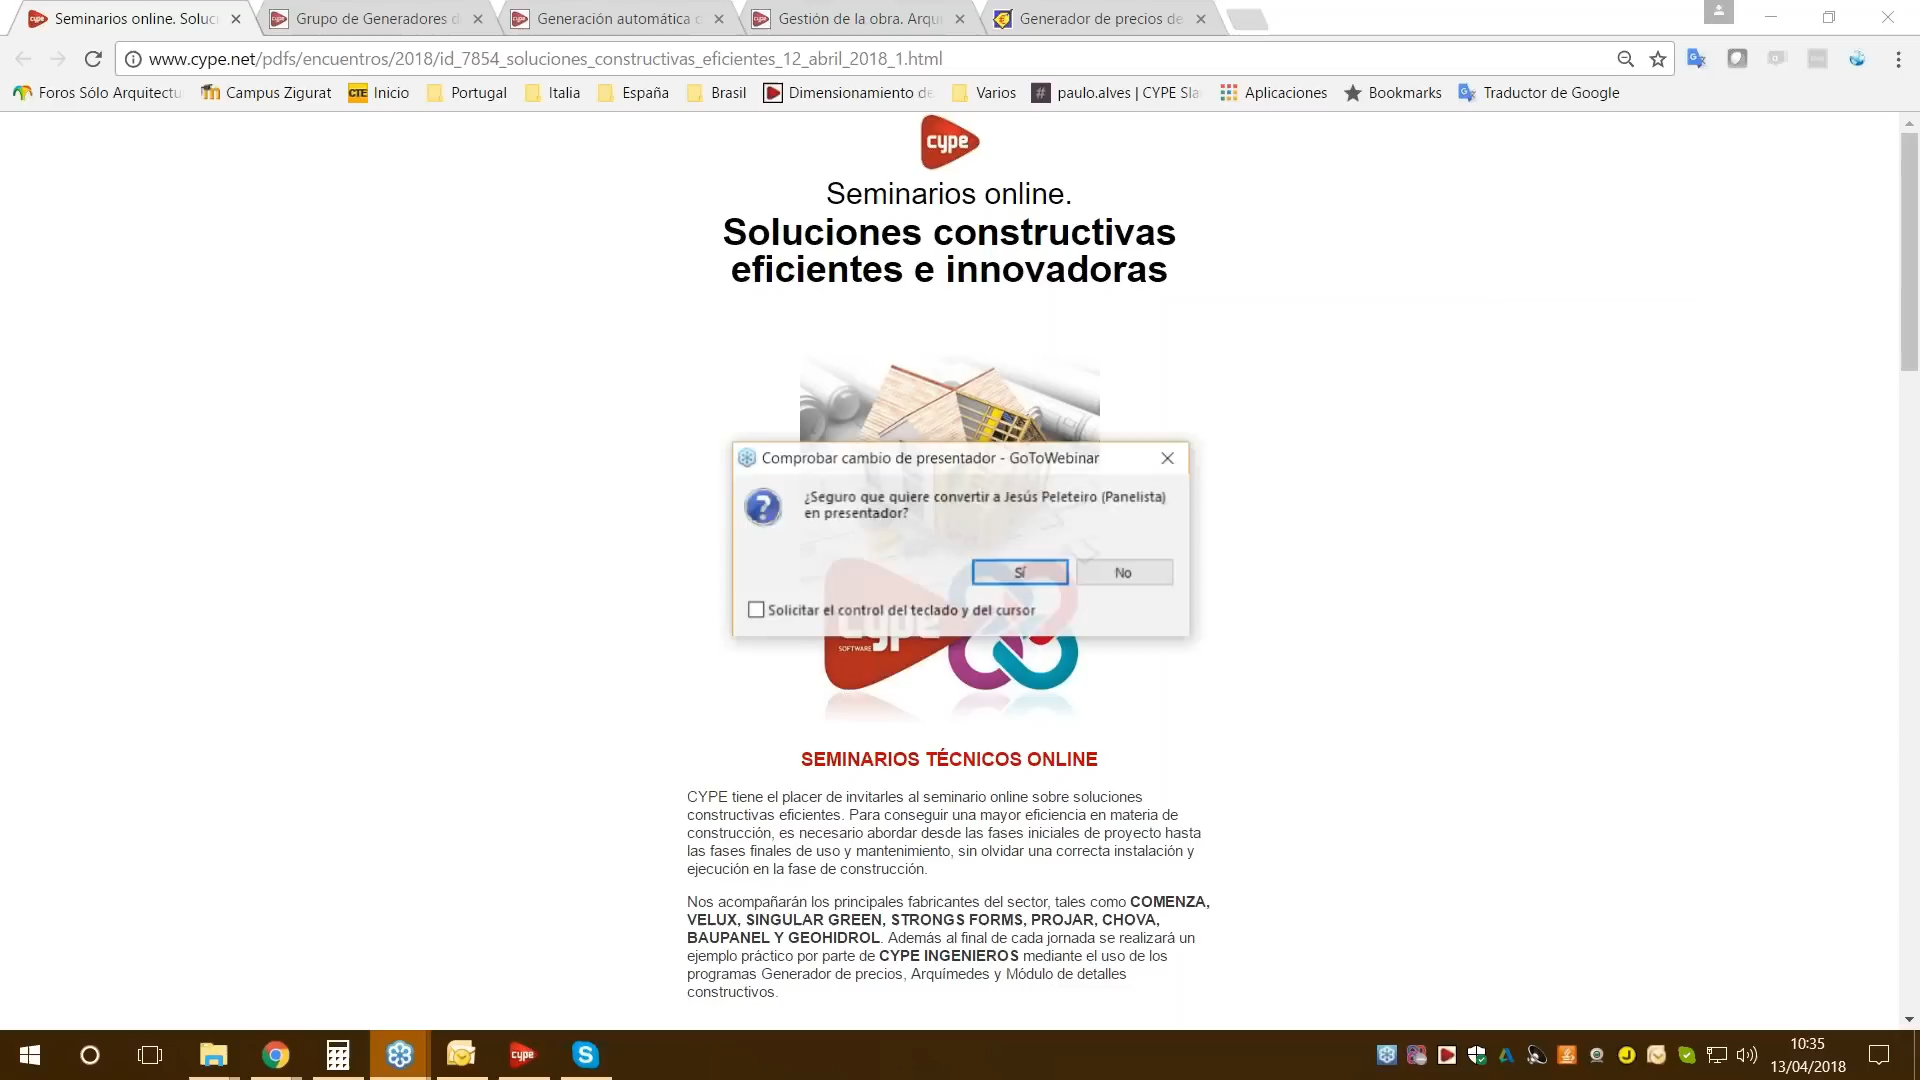 Seminarios online. Soluc
Grupo de Generadores d
Generación automática d
Gestión de la obra. Arqu
Generador de precios de
www.cype.net/pdfs/encuentros/2018/id_7854_soluciones_constructivas_eficientes_12_abril_2018_1.html
Foros Sólo Arquitectu
Campus Zigurat
CTE Inicio
Portugal
Italia
España
Brasil
Dimensionamiento de
Varios
# paulo.alves | CYPE Sla
Aplicaciones
Bookmarks
Traductor de Google
cype
Seminarios online.
Soluciones constructivas
eficientes e innovadoras
Comprobar cambio de presentador - GoToWebinar
¿Seguro que quiere convertir a Jesús Peleteiro (Panelista)
en presentador?
Sí
No
Solicitar el control del teclado y del cursor
cype
SOFTWARE
SEMINARIOS TÉCNICOS ONLINE
CYPE tiene el placer de invitarles al seminario online sobre soluciones
constructivas eficientes. Para conseguir una mayor eficiencia en materia de
construcción, es necesario abordar desde las fases iniciales de proyecto hasta
las fases finales de uso y mantenimiento, sin olvidar una correcta instalación y
ejecución en la fase de construcción.
Nos acompañarán los principales fabricantes del sector, tales como COMENZA,
VELUX, SINGULAR GREEN, STRONGS FORMS, PROJAR, CHOVA,
BAUPANEL Y GEOHIDROL. Además al final de cada jornada se realizará un
ejemplo práctico por parte de CYPE INGENIEROS mediante el uso de los
programas Generador de precios, Arquímedes y Módulo de detalles
constructivos.
cype
10:35
13/04/2018